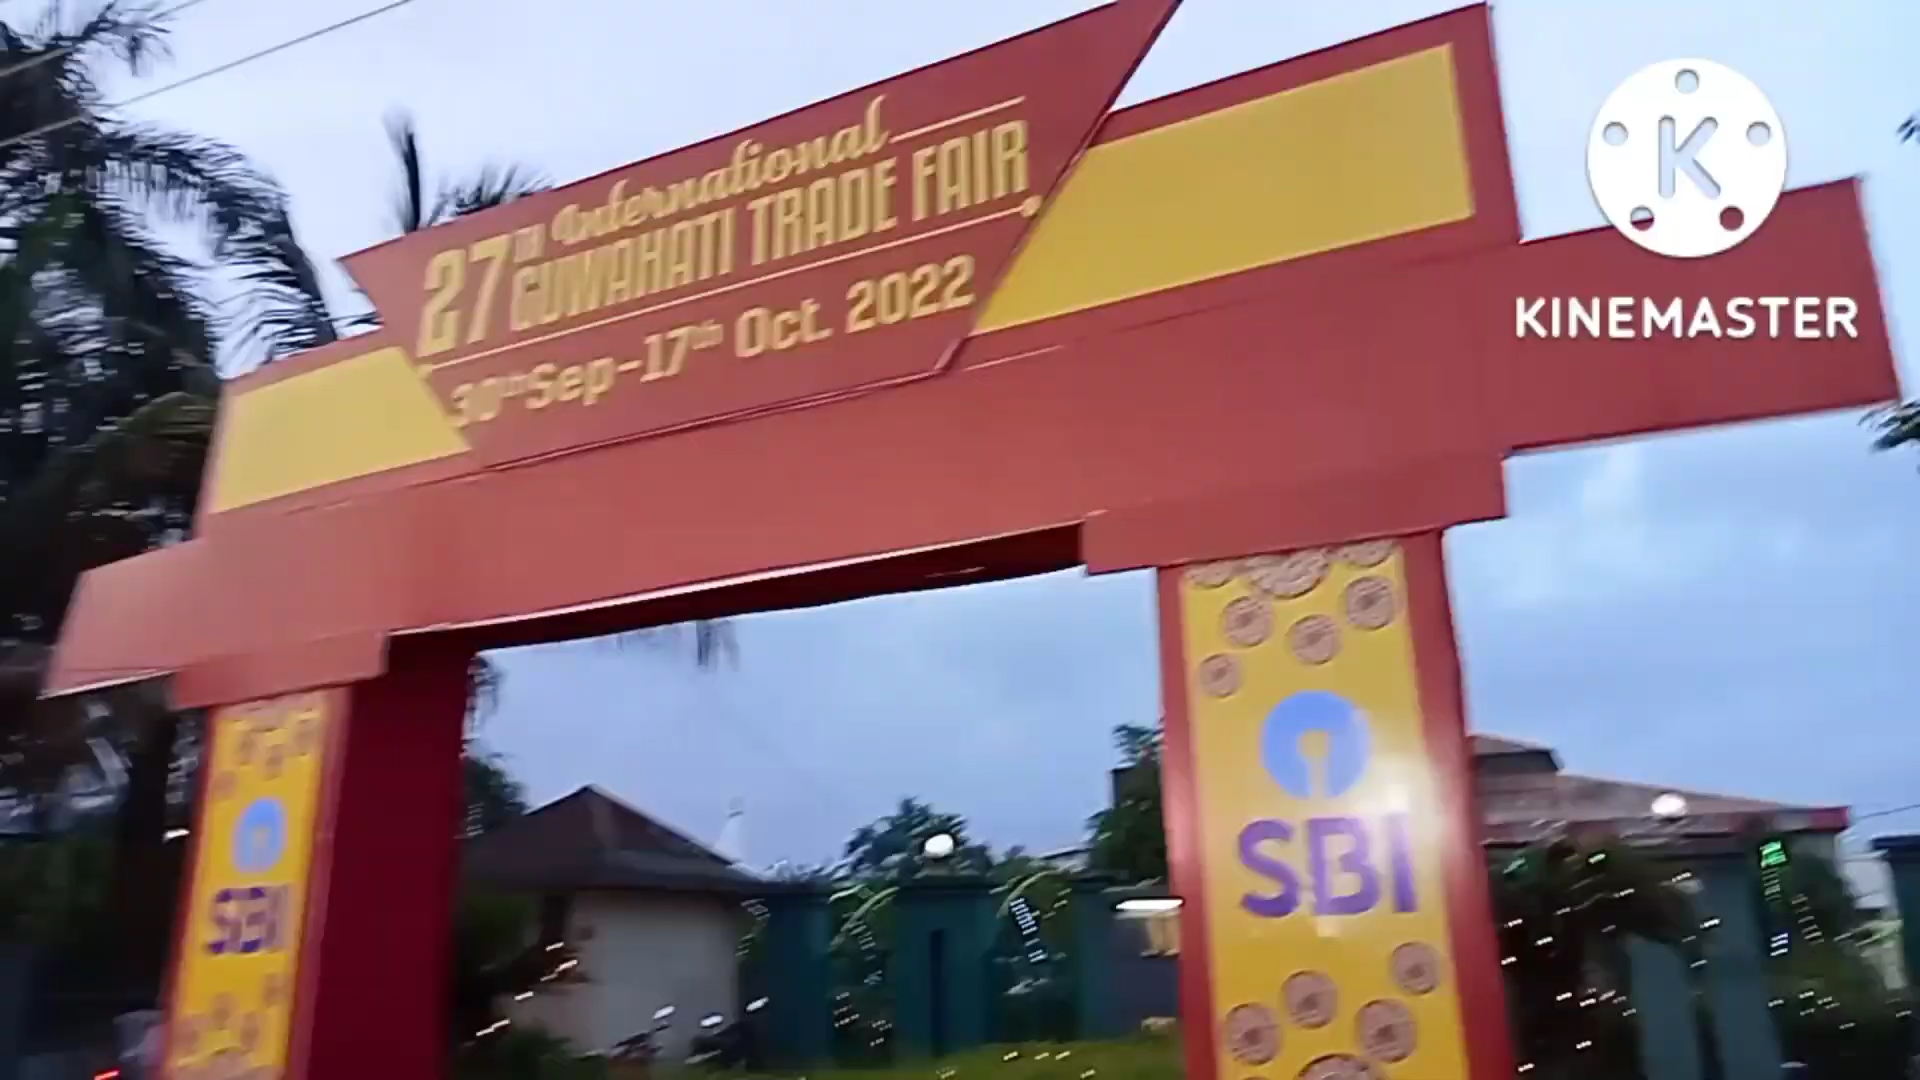 27TH International
GUWAHATI TRADE FAIR
30th Sep-17th Oct. 2022
K
KINEMASTER
SBI
SBI